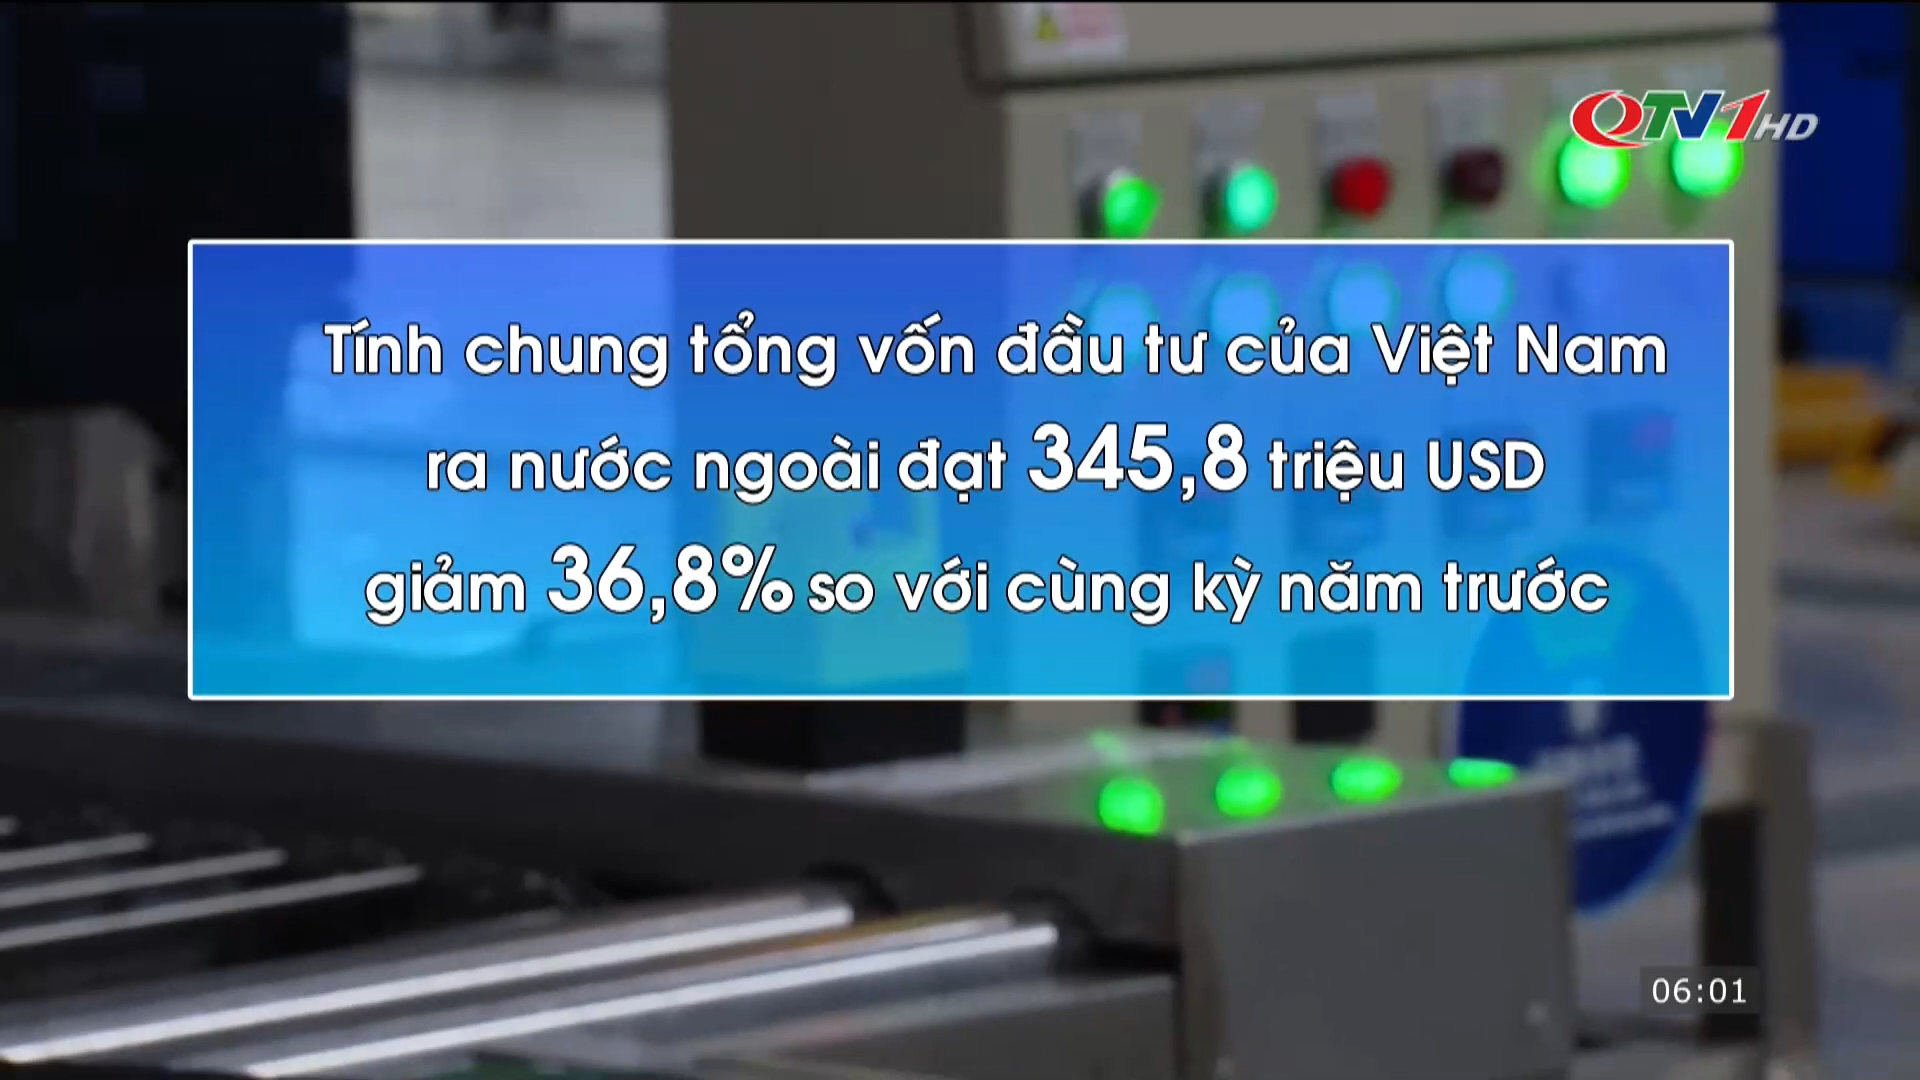 QTV1HD
Tính chung tổng vốn đầu tư của Việt Nam
ra nước ngoài đạt 345,8 triệu USD
giảm 36,8% so với cùng kỳ năm trước
06:01